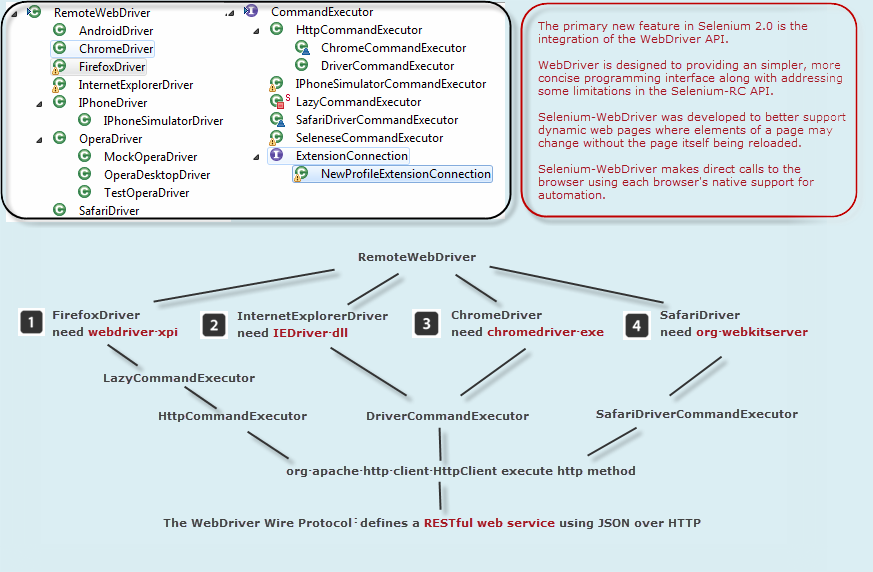 RemoteWebDriver
AndroidDriver
ChromeDriver
FirefoxDriver
InternetExplorerDriver
IPhoneDriver
IPhoneSimulatorDriver
OperaDriver
MockOperaDriver
OperaDesktopDriver
TestOperaDriver
SafariDriver
CommandExecutor
HttpCommandExecutor
ChromeCommandExecutor
DriverCommandExecutor
IPhoneSimulatorCommandExecutor
S LazyCommandExecutor
SafariDriverCommandExecutor
SeleneseCommandExecutor
ExtensionConnection
NewProfileExtensionConnection
The primary new feature in Selenium 2.0 is the
integration of the WebDriver API.
WebDriver is designed to providing an simpler, more
concise programming interface along with addressing
some limitations in the Selenium-RC API.
Selenium-WebDriver was developed to better support
dynamic web pages where elements of a page may
change without the page itself being reloaded.
Selenium-WebDriver makes direct calls to the
browser using each browser's native support for
automation.
RemoteWebDriver
1 FirefoxDriver
need webdriver·xpi
2 InternetExplorerDriver
need IEDriver·dll
3 ChromeDriver
need chromedriver·exe
4 SafariDriver
need org·webkitserver
LazyCommandExecutor
HttpCommandExecutor
DriverCommandExecutor
SafariDriverCommandExecutor
org·apache·http·client·HttpClient execute http method
The WebDriver Wire Protocol: defines a RESTful web service using JSON over HTTP